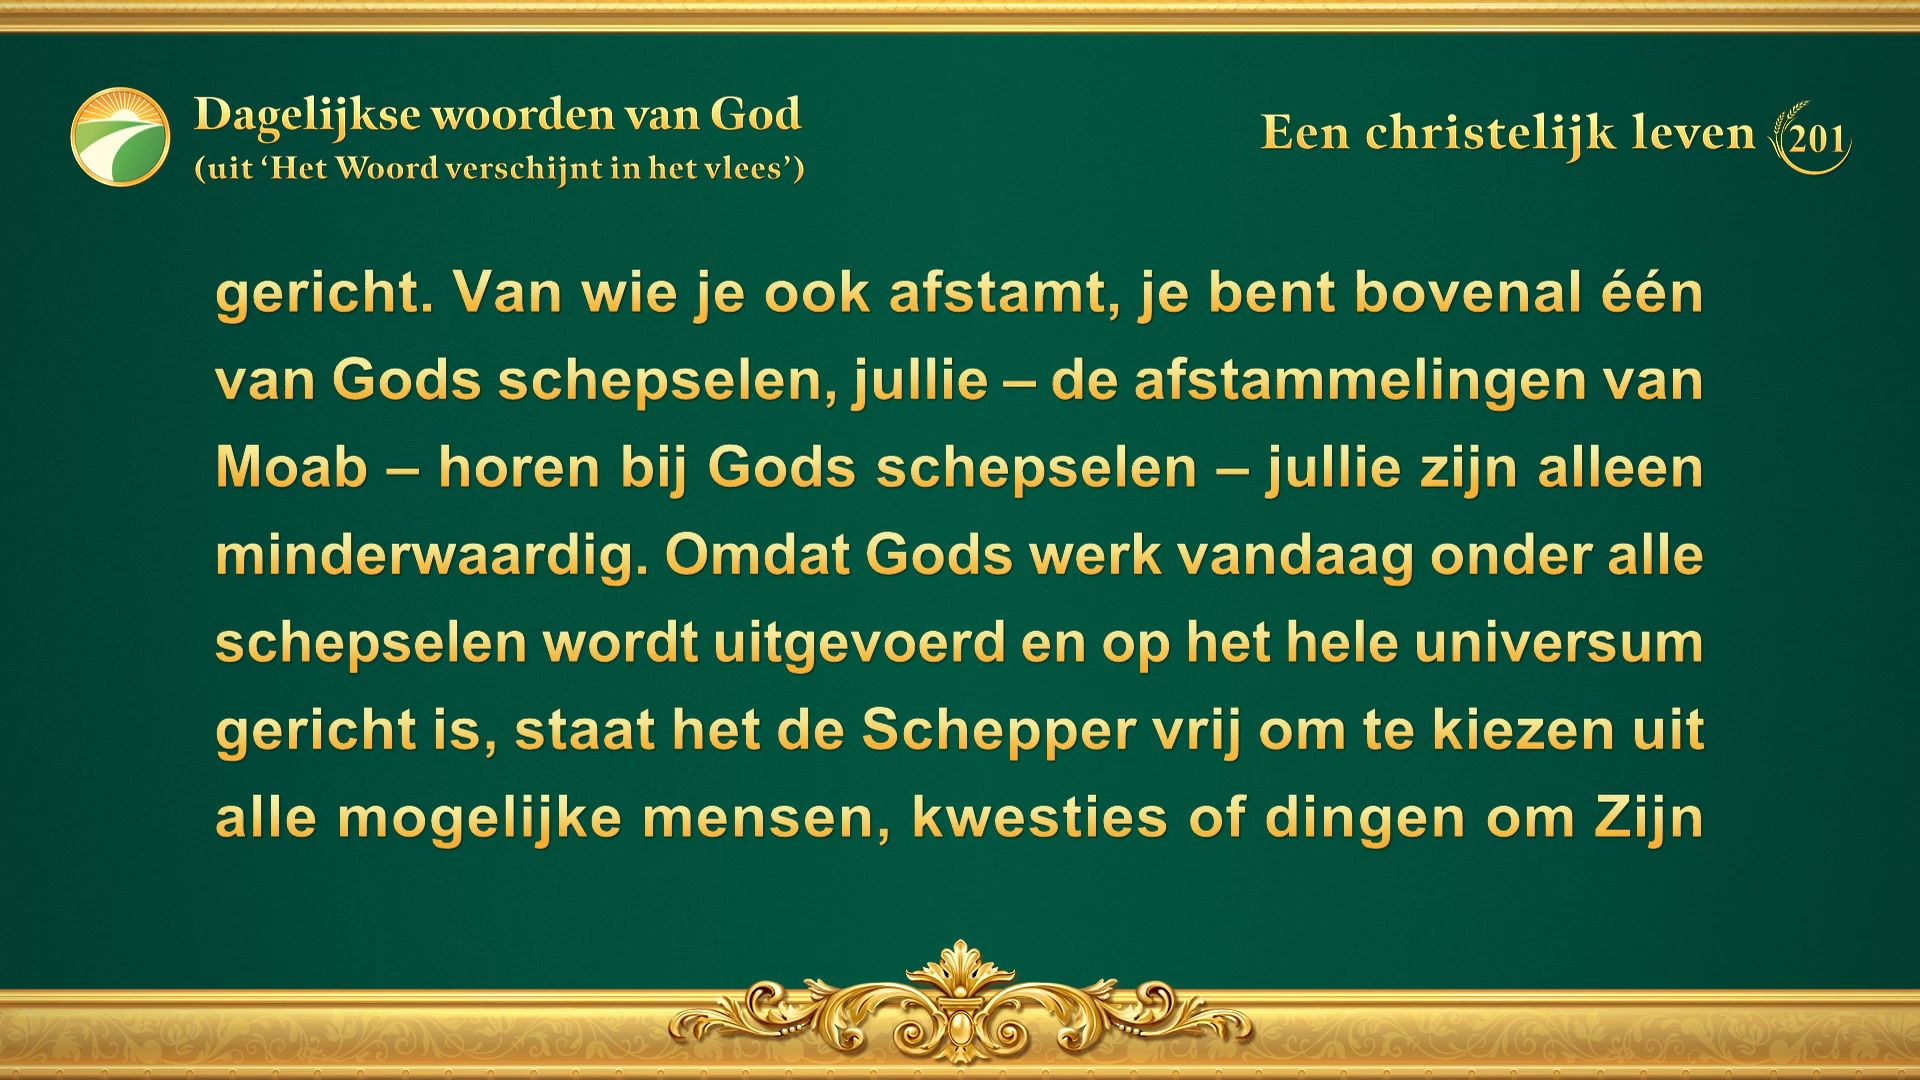 Dagelijkse woorden van God
(uit ‘Het Woord verschijnt in het vlees’)
Een christelijk leven 201
gericht. Van wie je ook afstamt, je bent bovenal één
van Gods schepselen, jullie – de afstammelingen van
Moab – horen bij Gods schepselen – jullie zijn alleen
minderwaardig. Omdat Gods werk vandaag onder alle
schepselen wordt uitgevoerd en op het hele universum
gericht is, staat het de Schepper vrij om te kiezen uit
alle mogelijke mensen, kwesties of dingen om Zijn